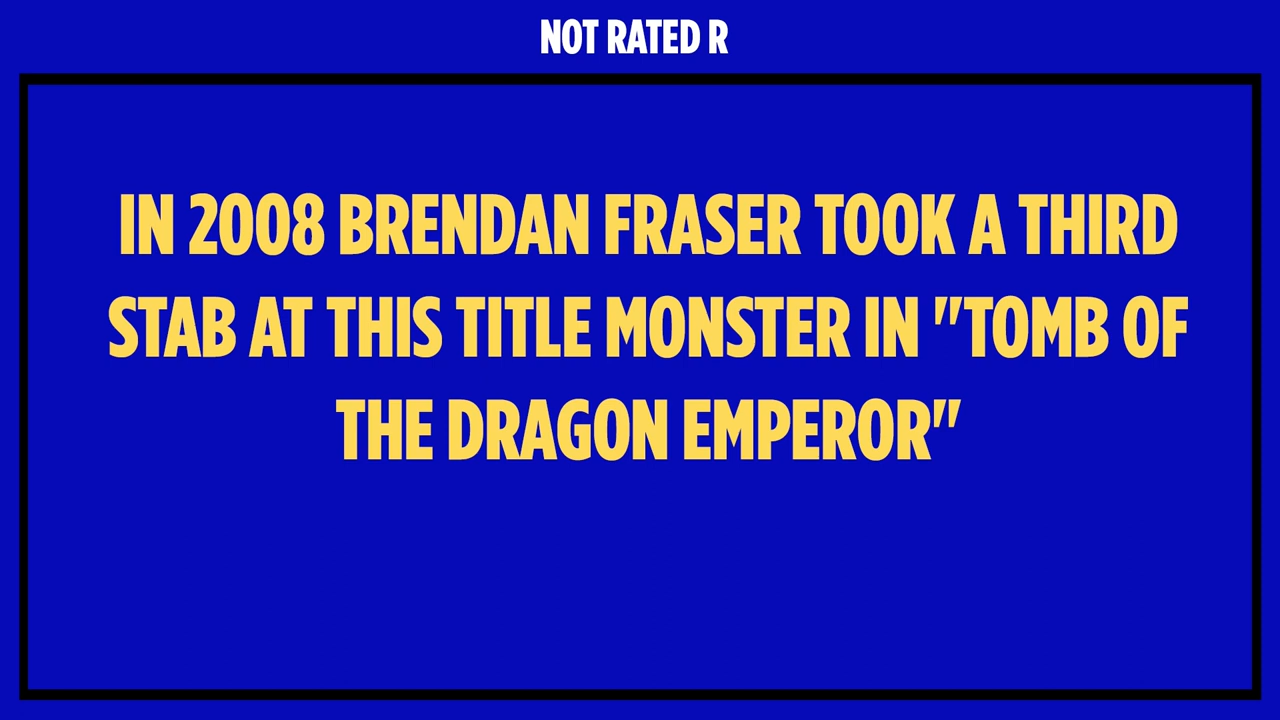 NOT RATED R
IN 2008 BRENDAN FRASER TOOK A THIRD
STAB AT THIS TITLE MONSTER IN "TOMB OF
THE DRAGON EMPEROR"